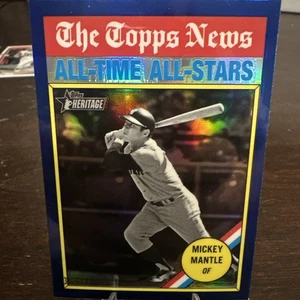 The Topps News
ALL-TIME ALL-STARS
Topps
HERITAGE
MICKEY
MANTLE
OF